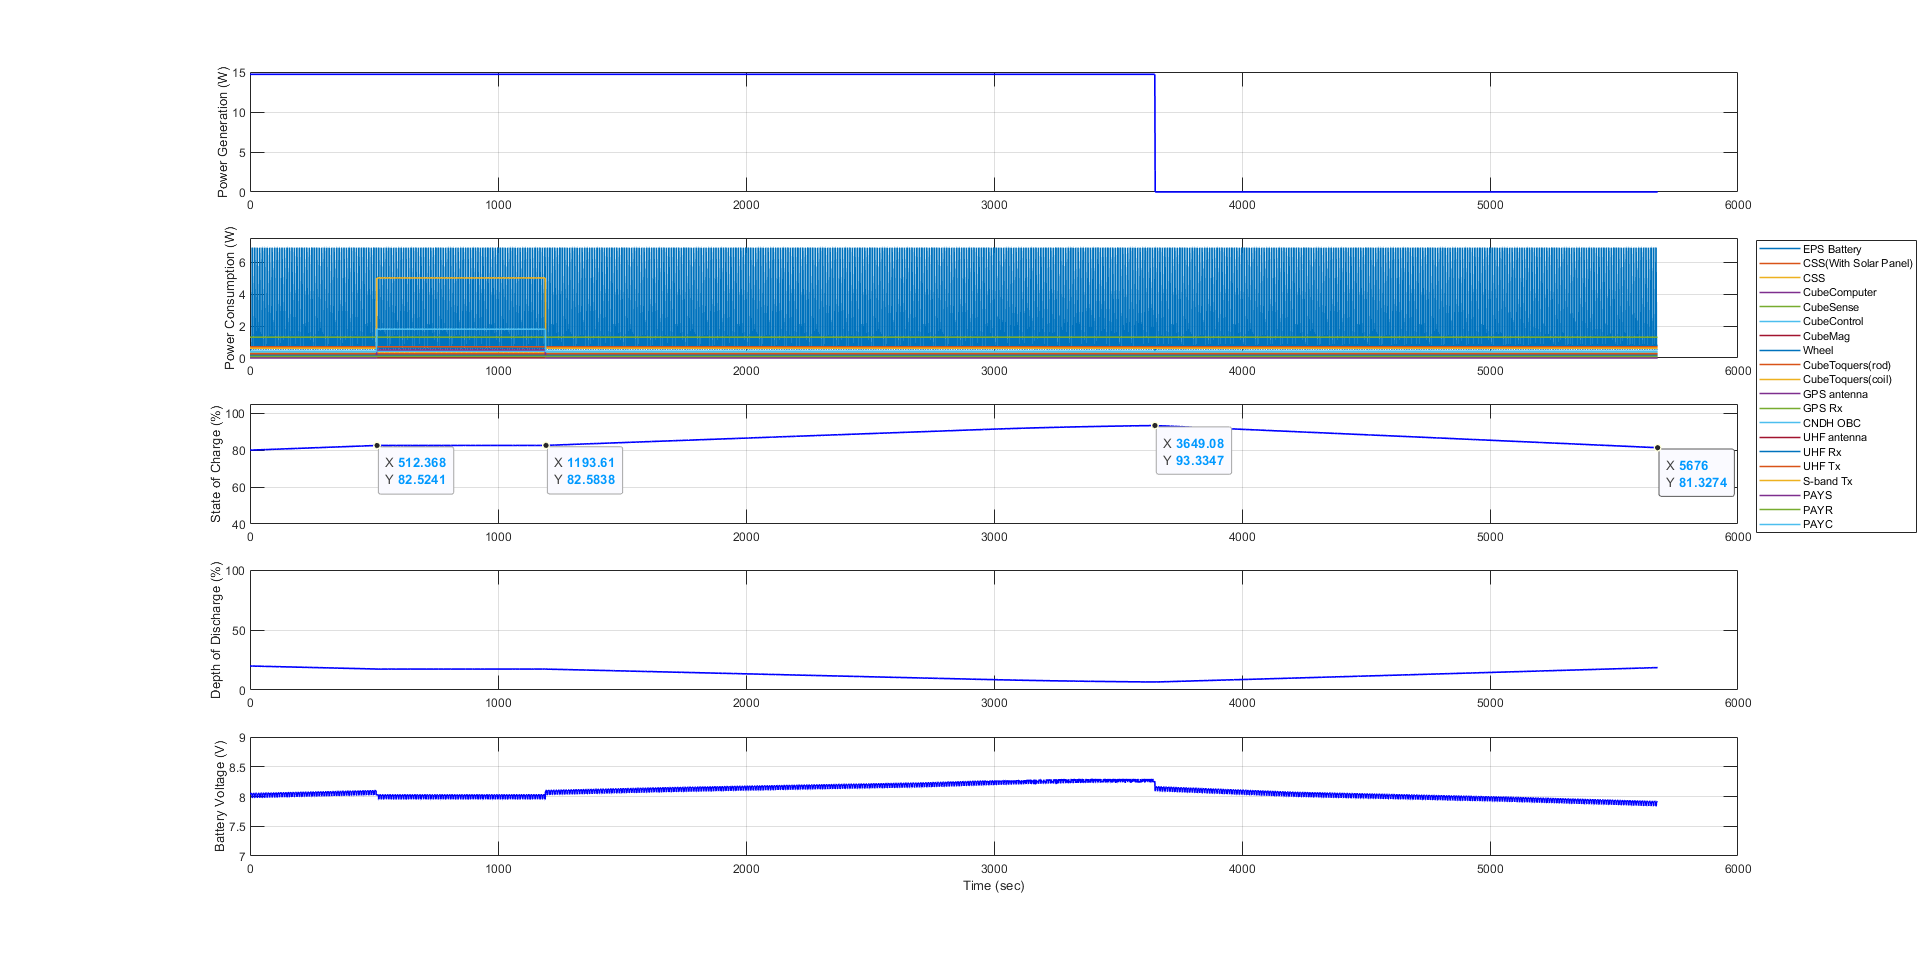 Power Generation (W)
15
10
5
0
0 1000 2000 3000 4000 5000 6000
Power Consumption (W)
6
4
2
0
0 1000 2000 3000 4000 5000 6000
EPS Battery
CSS(With Solar Panel)
CSS
CubeComputer
CubeSense
CubeControl
CubeMag
Wheel
CubeToquers(rod)
CubeToquers(coil)
GPS antenna
GPS Rx
CNDH OBC
UHF antenna
UHF Rx
UHF Tx
S-band Tx
PAYS
PAYR
PAYC
State of Charge (%)
100
80
60
40
X 512.368
Y 82.5241
X 1193.61
Y 82.5838
X 3649.08
Y 93.3347
X 5676
Y 81.3274
0 1000 2000 3000 4000 5000 6000
Depth of Discharge (%)
100
50
0
0 1000 2000 3000 4000 5000 6000
Battery Voltage (V)
9
8.5
8
7.5
7
0 1000 2000 3000 4000 5000 6000
Time (sec)